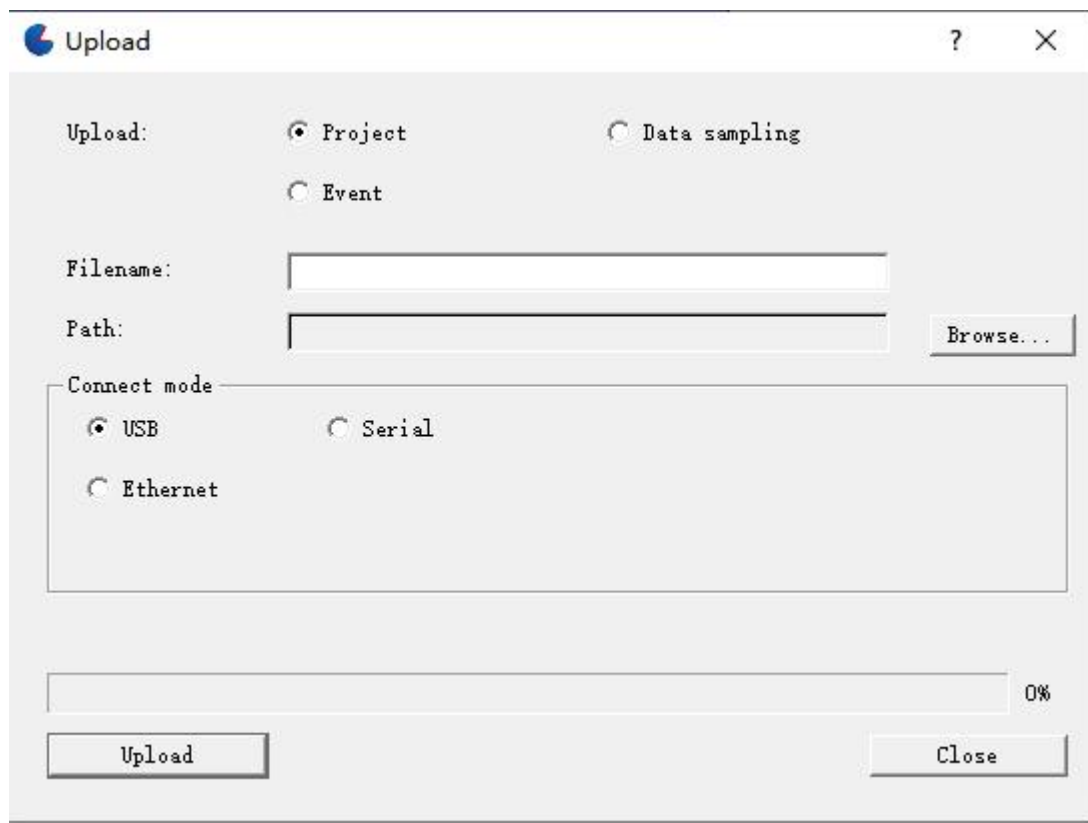 Upload ?
Upload: Project Data sampling
Event
Filename:
Path: Browse...
Connect mode
USB Serial
Ethernet
0%
Upload Close